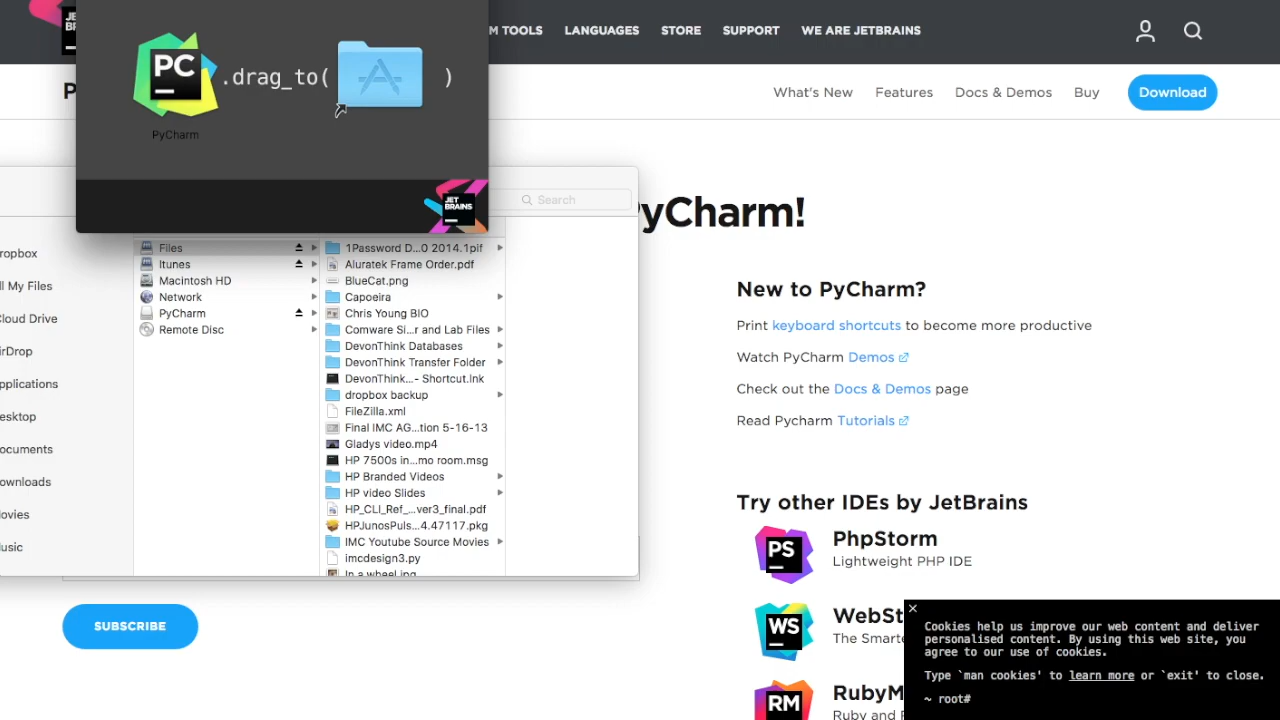 JET
BR
M TOOLS
LANGUAGES
STORE
SUPPORT
WE ARE JETBRAINS
PC
.drag_to(
)
PyCharm
P
What's New
Features
Docs & Demos
Buy
Download
JET
BRAINS
Search
yCharm!
ropbox
ll My Files
loud Drive
irDrop
pplications
esktop
ocuments
ownloads
ovies
usic
Files
Itunes
Macintosh HD
Network
PyCharm
Remote Disc
1Password D...0 2014.1pif
Aluratek Frame Order.pdf
BlueCat.png
Capoeira
Chris Young BIO
Comware Si...r and Lab Files
DevonThink Databases
DevonThink Transfer Folder
DevonThink...- Shortcut.lnk
dropbox backup
FileZilla.xml
Final IMC AG...tion 5-16-13
Gladys video.mp4
HP 7500s in...mo room.msg
HP Branded Videos
HP video Slides
HP_CLI_Ref_...ver3_final.pdf
HPJunosPuls...4.47117.pkg
IMC Youtube Source Movies
imcdesign3.py
In a wheel.jpg
New to PyCharm?
Print keyboard shortcuts to become more productive
Watch PyCharm Demos
Check out the Docs & Demos page
Read Pycharm Tutorials
Try other IDEs by JetBrains
PS
PhpStorm
Lightweight PHP IDE
WS
WebSt
The Smarte
RM
RubyM
Ruby and
SUBSCRIBE
Cookies help us improve our web content and deliver
personalised content. By using this web site, you
agree to our use of cookies.
Type `man cookies' to learn more or `exit' to close.
~ root#